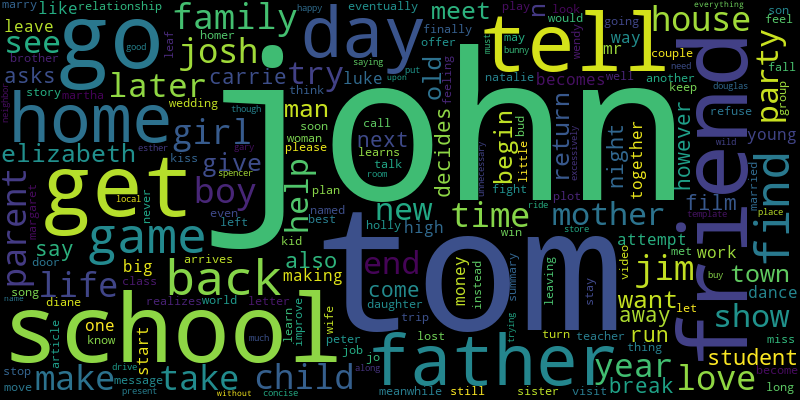 marry like relationship
eventually
play look
everything
leave
family
meet
n
would going son
see
brother
homer
happy
finally
may
bunny
wendy
way
feel
go
day
tell
house
good
offer
must
mr
couple
need
asks
josh
saying
put
upon
natalie
becomes
well
another
keep
fall
group
story
martha
later
carrie
try
luke
think
old
feeling
friend
party
john
wedding
man
though
soon
woman
please
call
next
learns
talk
room
decides
begin
little
bud
return
night
together
however
douglas
refuse
young
wild
neighbor
home
girl
esther
gary
kiss
spencer
elizabeth
give
help
plan
fight
unnecessary
excessively
plot
married
find
get
local
boy
even
named
left
best
new
time
ride
mother
film
template
place
parent
margaret
never
holly
high
win
store
attempt
met
work
dance
say
door
game
kid
also
end
tom
jim
town
song
class
big
arrives
making
come
money
instead
summary
leaving
video
want
buy
let
show
life
diane
realizes
world
letter
daughter
trip
stay
away
miss
name
back
school
one
know
article
start
much
learn
improve
wife
peter
job
jo
lost
trying
turn
teacher
thing
run
student
stop
move
make
message
drive
present
take
without
child
concise
father
along
meanwhile
still
sister
visit
year
break
love
become
long